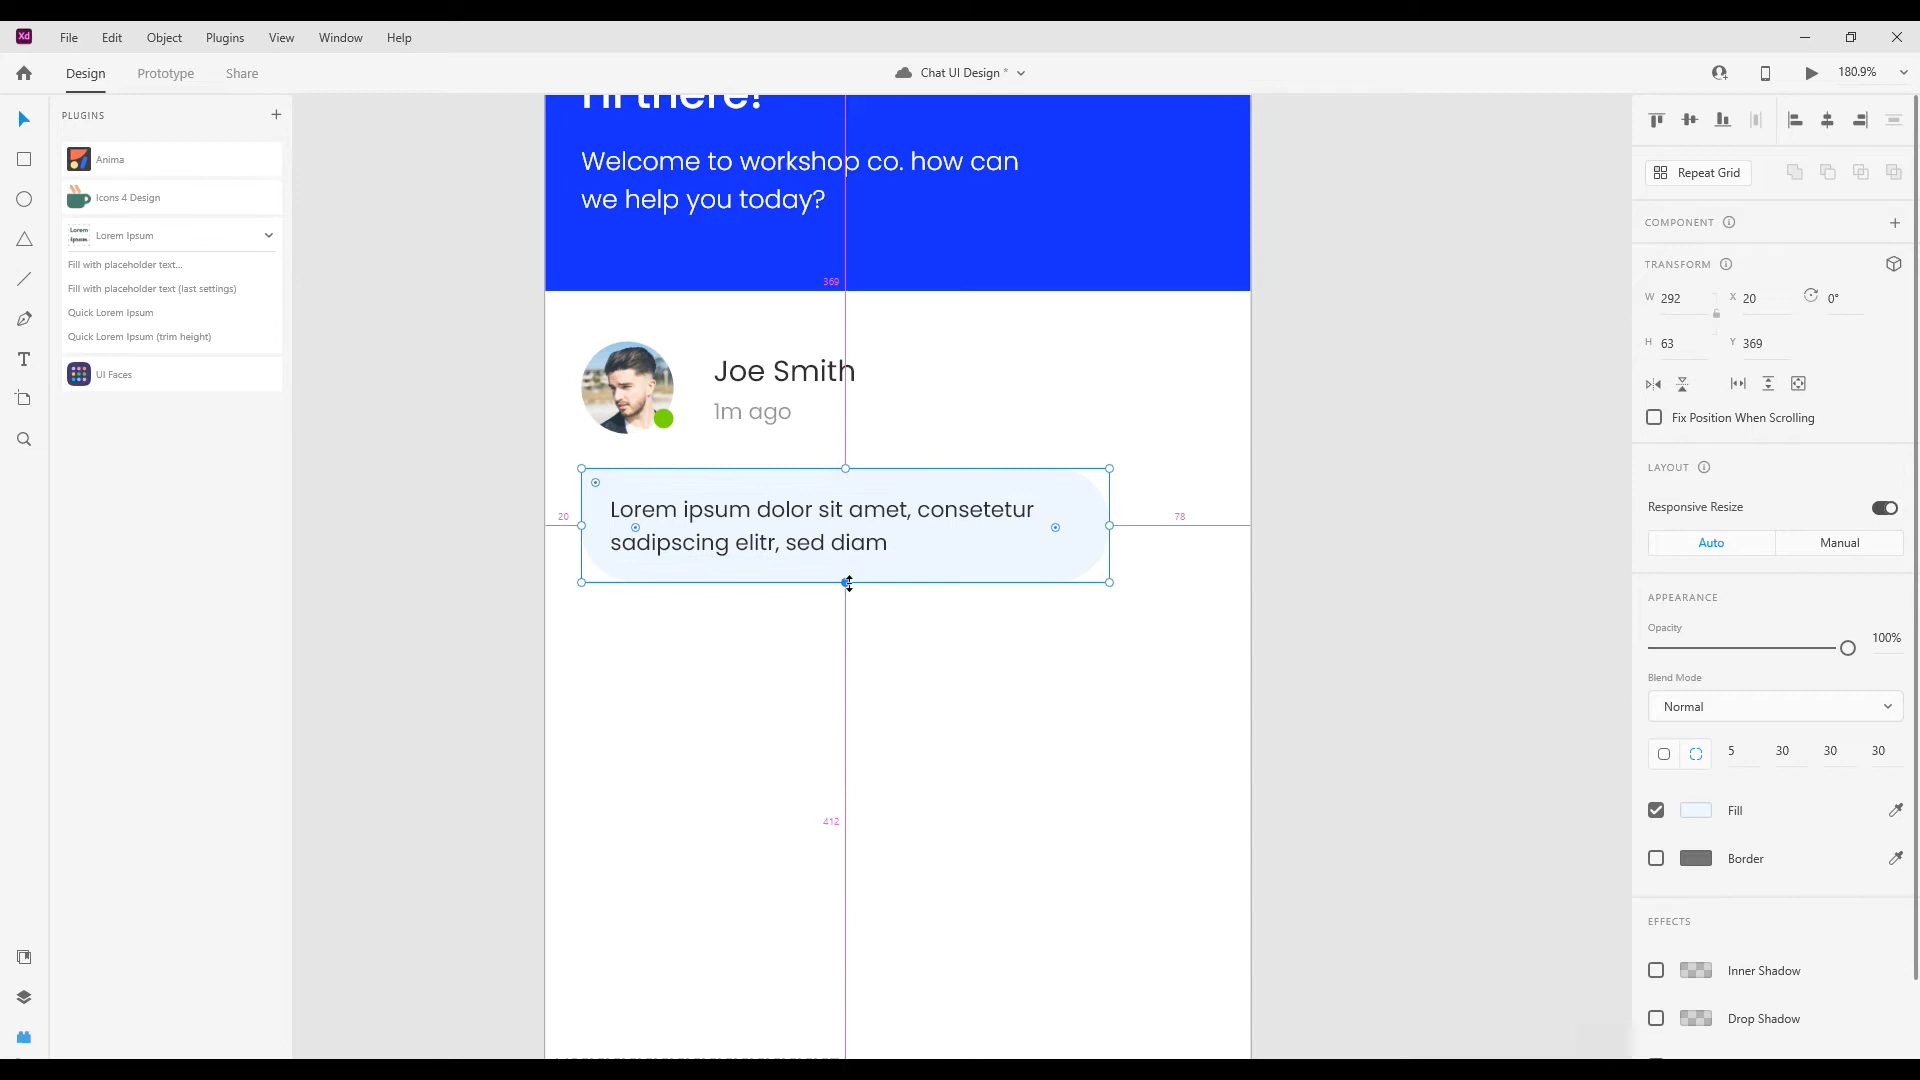 Xd
File Edit Object Plugins View Window Help
Design Prototype Share
Chat UI Design *
180.9%
PLUGINS
Anima
Icons 4 Design
Lorem Ipsum
Lorem Ipsum
Fill with placeholder text...
Fill with placeholder text (last settings)
Quick Lorem Ipsum
Quick Lorem Ipsum (trim height)
UI Faces
Hi there!
Welcome to workshop co. how can
we help you today?
369
Joe Smith
1m ago
20
78
Lorem ipsum dolor sit amet, consetetur
sadipscing elitr, sed diam
412
Repeat Grid
COMPONENT
TRANSFORM
W 292 X 20 0°
H 63 Y 369
Fix Position When Scrolling
LAYOUT
Responsive Resize
Auto Manual
APPEARANCE
Opacity
100%
Blend Mode
Normal
5 30 30 30
Fill
Border
EFFECTS
Inner Shadow
Drop Shadow